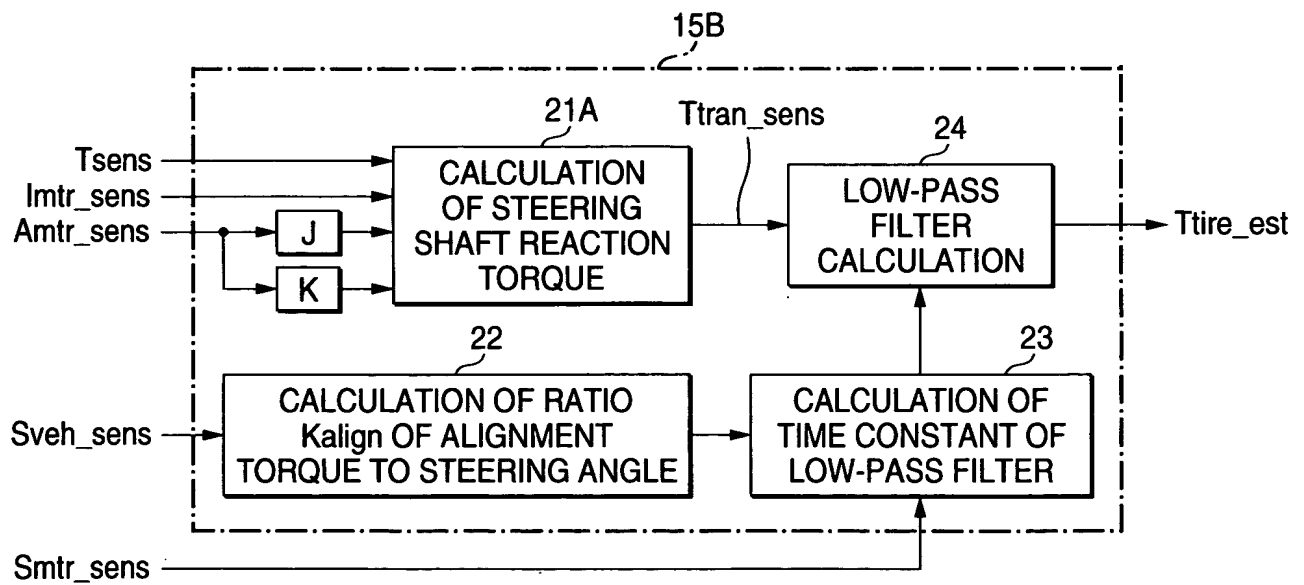 15B
21A
Ttran_sens
24
Tsens
Imtr_sens
Amtr_sens
J
K
CALCULATION
OF STEERING
SHAFT REACTION
TORQUE
LOW-PASS
FILTER
CALCULATION
Ttire_est
22
23
Sveh_sens
CALCULATION OF RATIO
Kalign OF ALIGNMENT
TORQUE TO STEERING ANGLE
CALCULATION OF
TIME CONSTANT OF
LOW-PASS FILTER
Smtr_sens